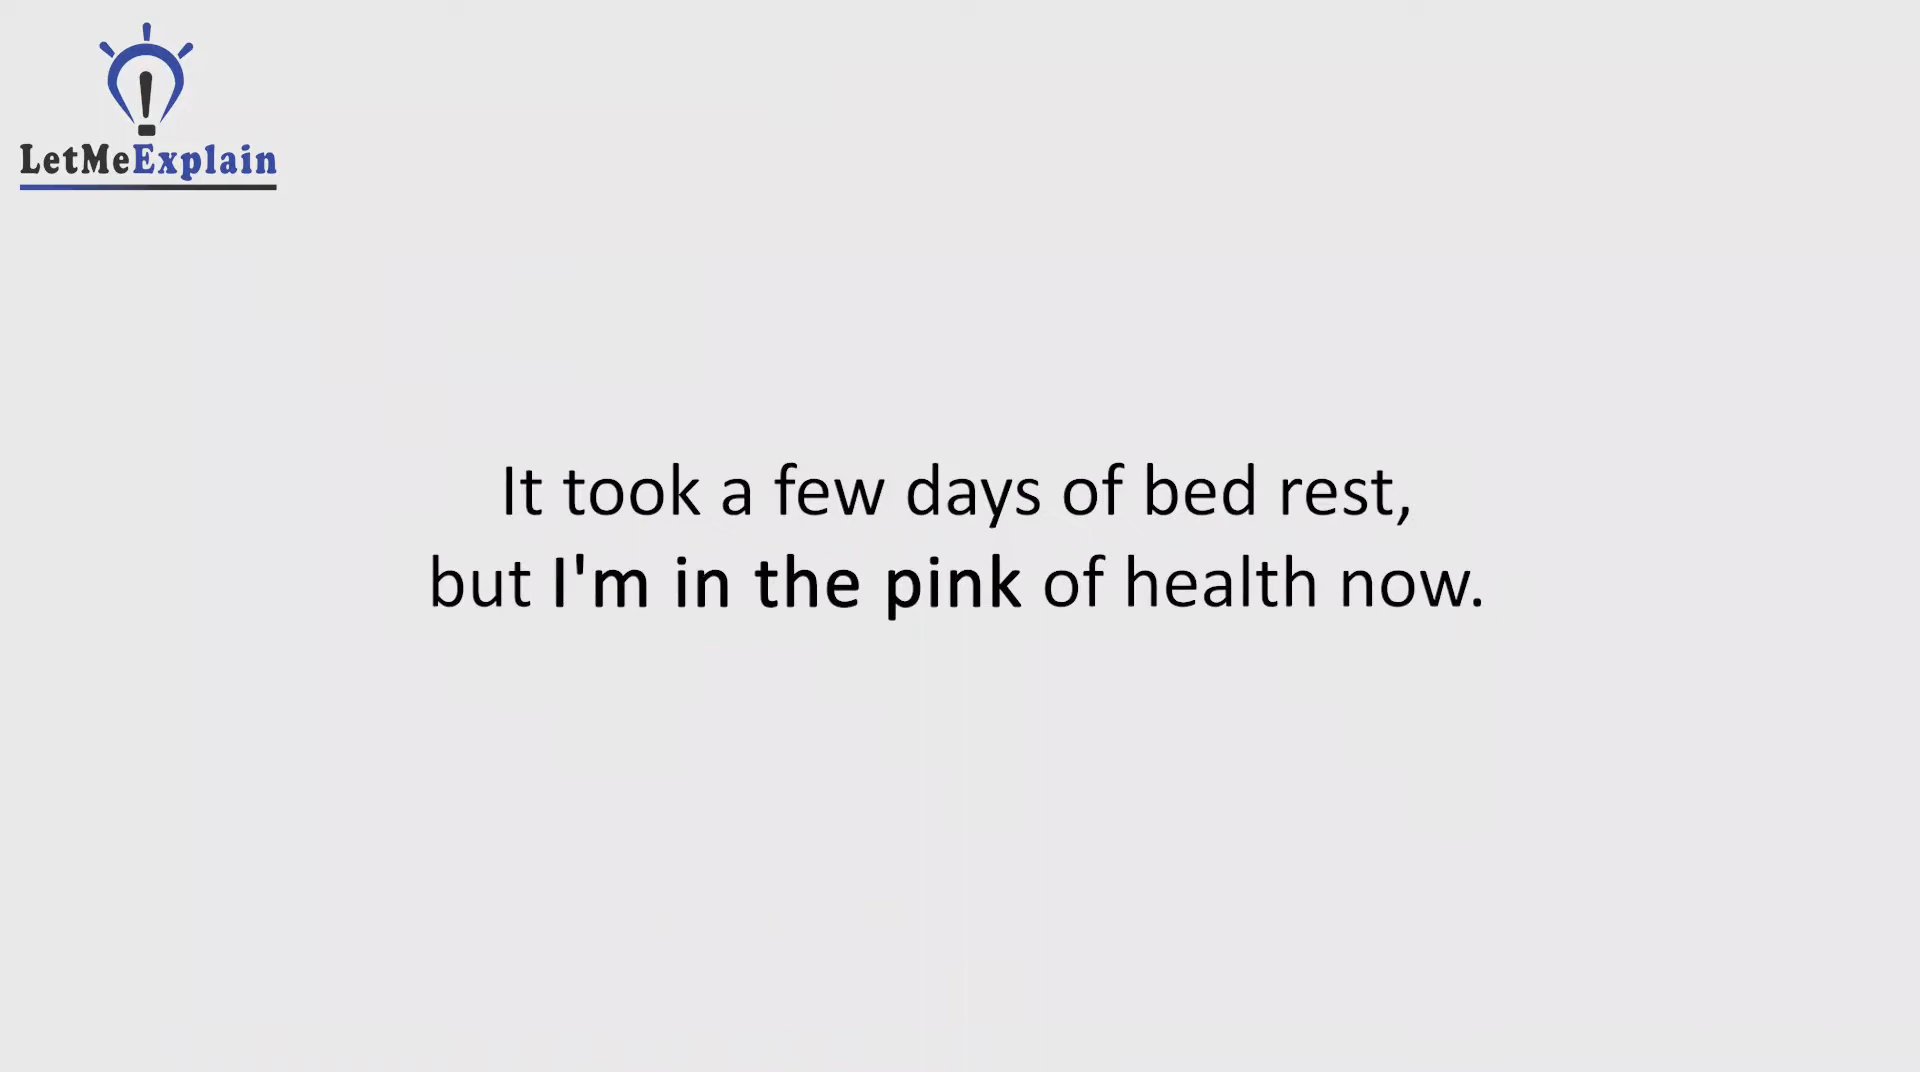 LetMeExplain
It took a few days of bed rest,
but I'm in the pink of health now.